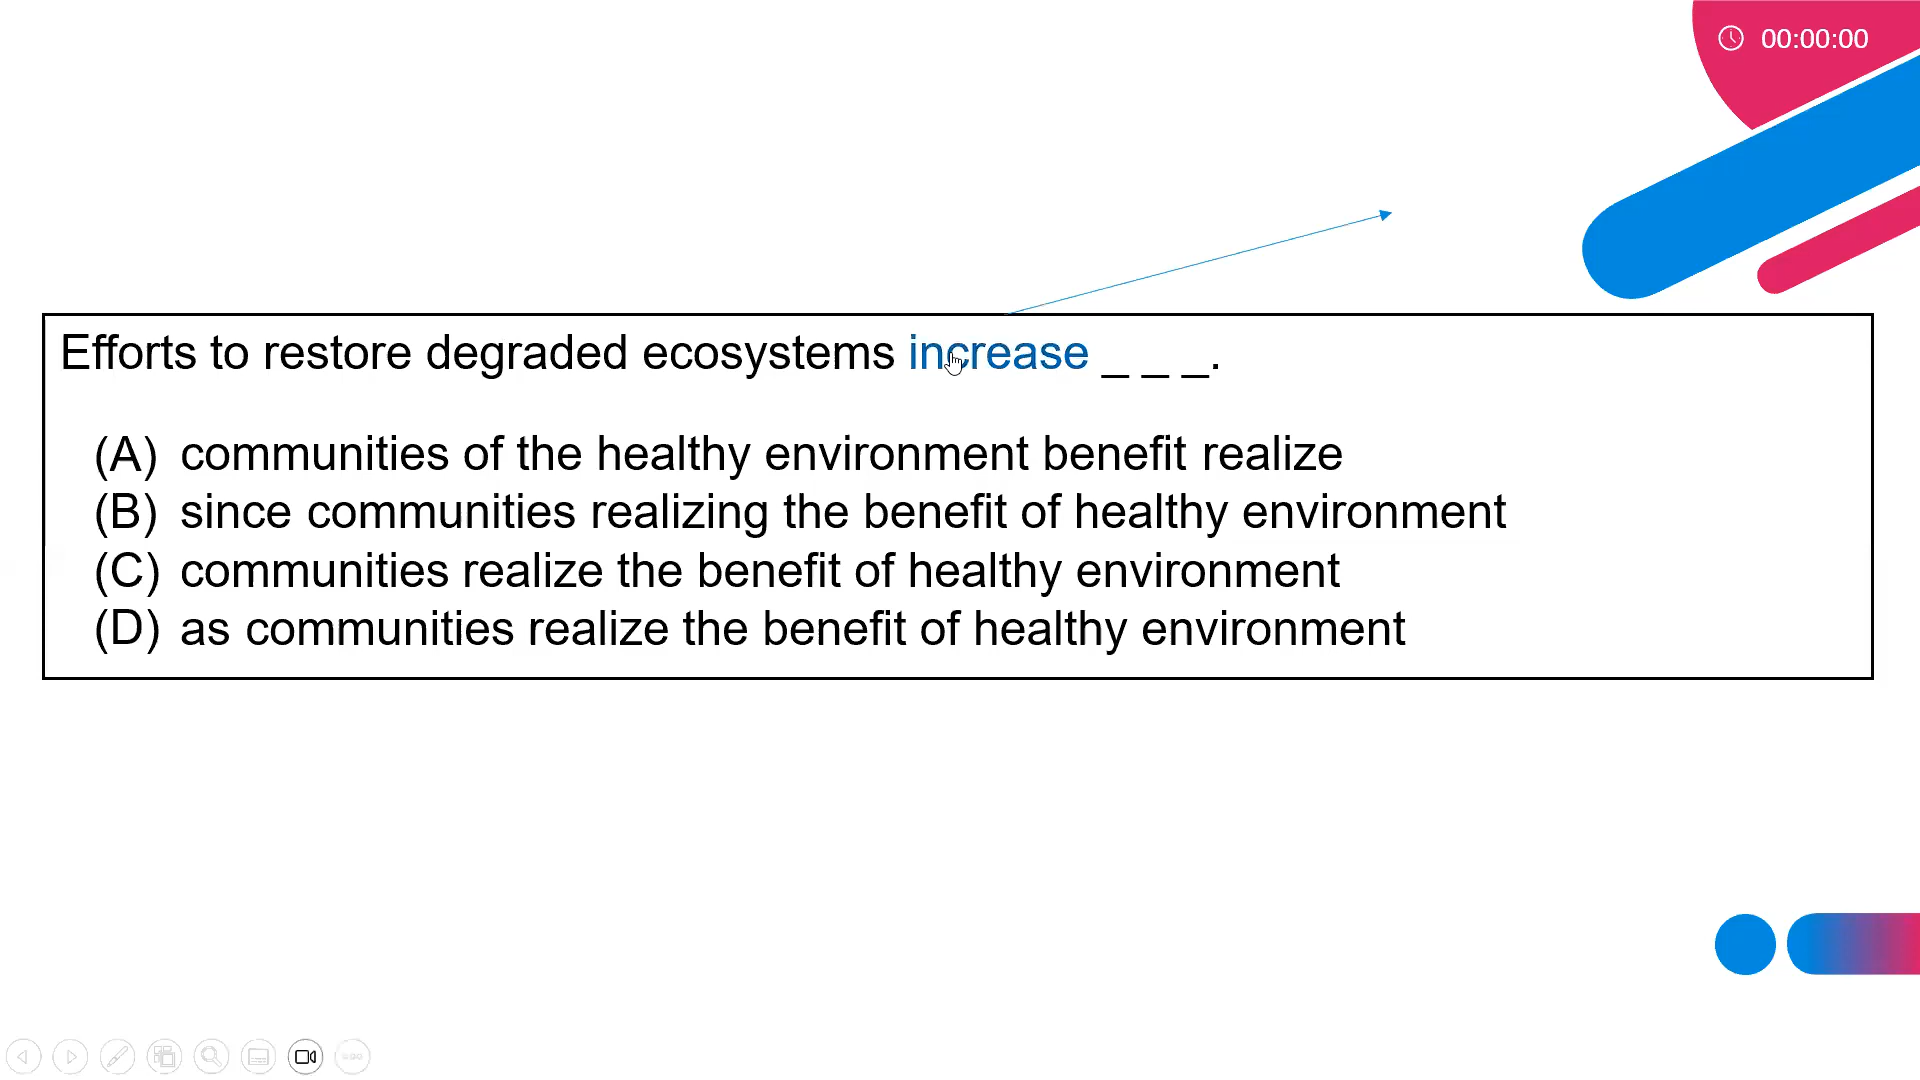 00:00:00
Efforts to restore degraded ecosystems increase _ _ _.
(A) communities of the healthy environment benefit realize
(B) since communities realizing the benefit of healthy environment
(C) communities realize the benefit of healthy environment
(D) as communities realize the benefit of healthy environment